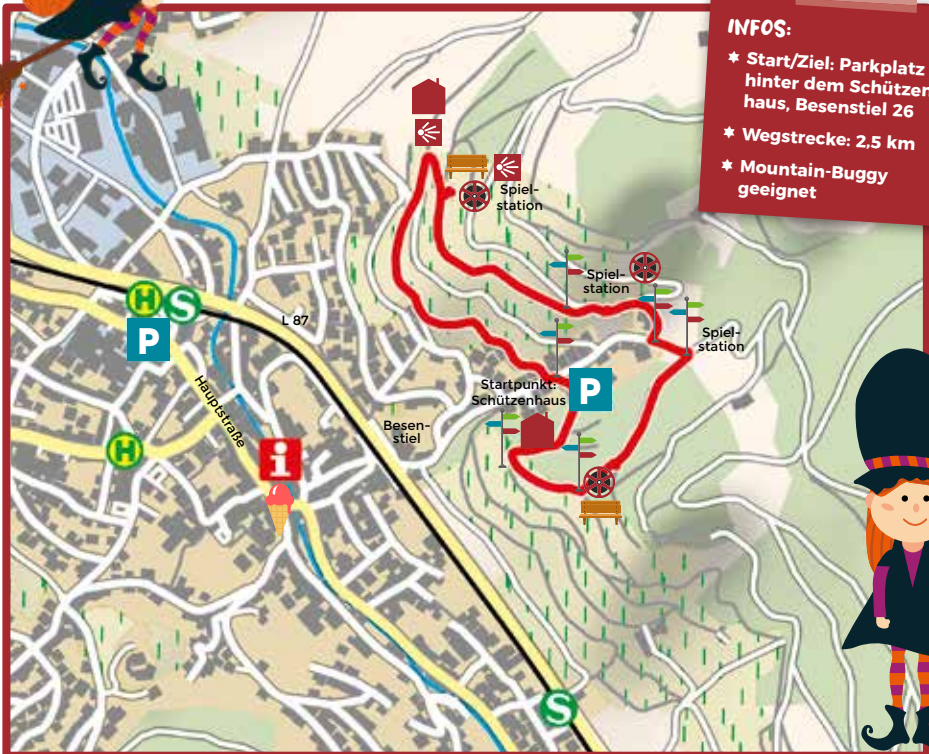 INFOS:
Start/Ziel: Parkplatz
hinter dem Schützen
haus, Besenstiel 26
Wegstrecke: 2,5 km
Mountain-Buggy
geeignet
Spiel-
station
Spiel-
station
H S
L 87
P
Spiel-
station
Hauptstraße
Startpunkt:
Schützenhaus
P
Besen-
stiel
H
i
S